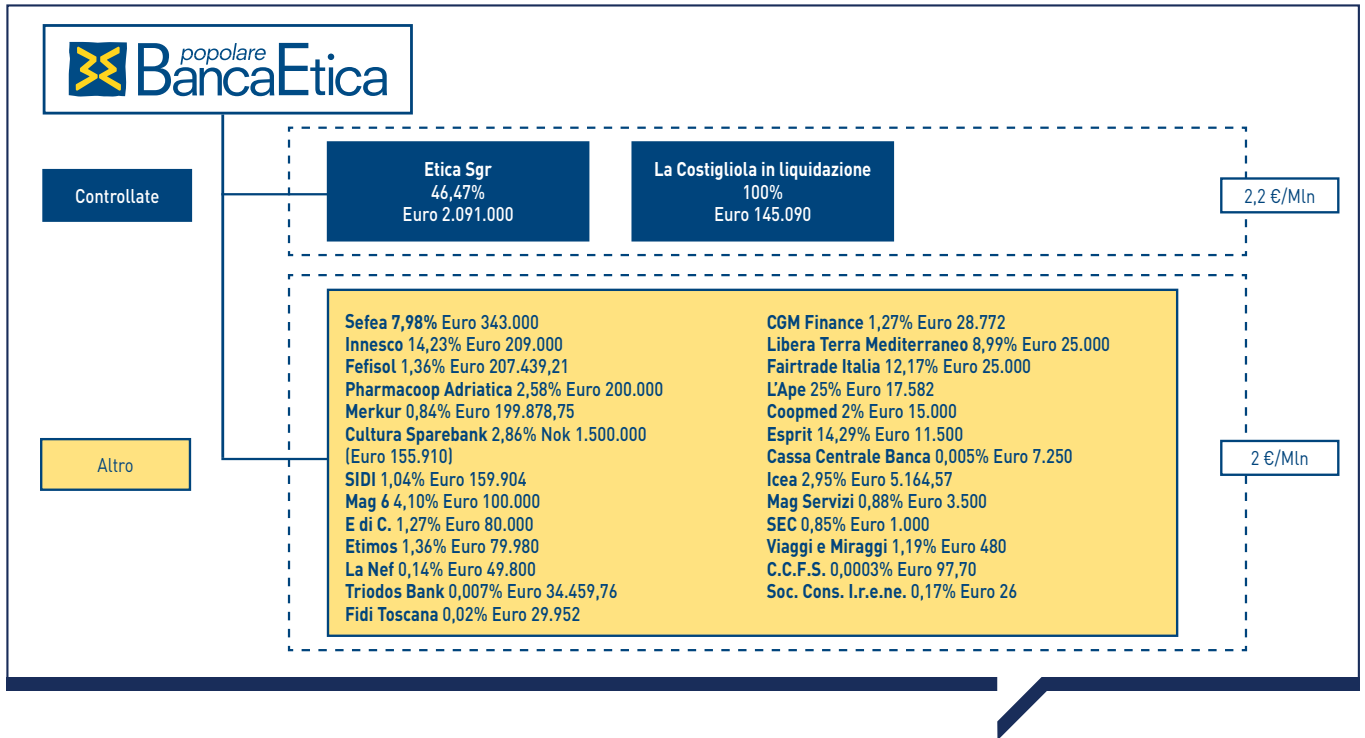 popolare
BancaEtica
Controllate
Etica Sgr
46,47%
Euro 2.091.000
La Costigliola in liquidazione
100%
Euro 145.090
2,2 €/Mln
Altro
Sefea 7,98% Euro 343.000
Innesco 14,23% Euro 209.000
Fefisol 1,36% Euro 207.439,21
Pharmacoop Adriatica 2,58% Euro 200.000
Merkur 0,84% Euro 199.878,75
Cultura Sparebank 2,86% Nok 1.500.000
(Euro 155.910)
SIDI 1,04% Euro 159.904
Mag 6 4,10% Euro 100.000
E di C. 1,27% Euro 80.000
Etimos 1,36% Euro 79.980
La Nef 0,14% Euro 49.800
Triodos Bank 0,007% Euro 34.459,76
Fidi Toscana 0,02% Euro 29.952
CGM Finance 1,27% Euro 28.772
Libera Terra Mediterraneo 8,99% Euro 25.000
Fairtrade Italia 12,17% Euro 25.000
L'Ape 25% Euro 17.582
Coopmed 2% Euro 15.000
Esprit 14,29% Euro 11.500
Cassa Centrale Banca 0,005% Euro 7.250
Icea 2,95% Euro 5.164,57
Mag Servizi 0,88% Euro 3.500
SEC 0,85% Euro 1.000
Viaggi e Miraggi 1,19% Euro 480
C.C.F.S. 0,0003% Euro 97,70
Soc. Cons. I.r.e.ne. 0,17% Euro 26
2 €/Mln